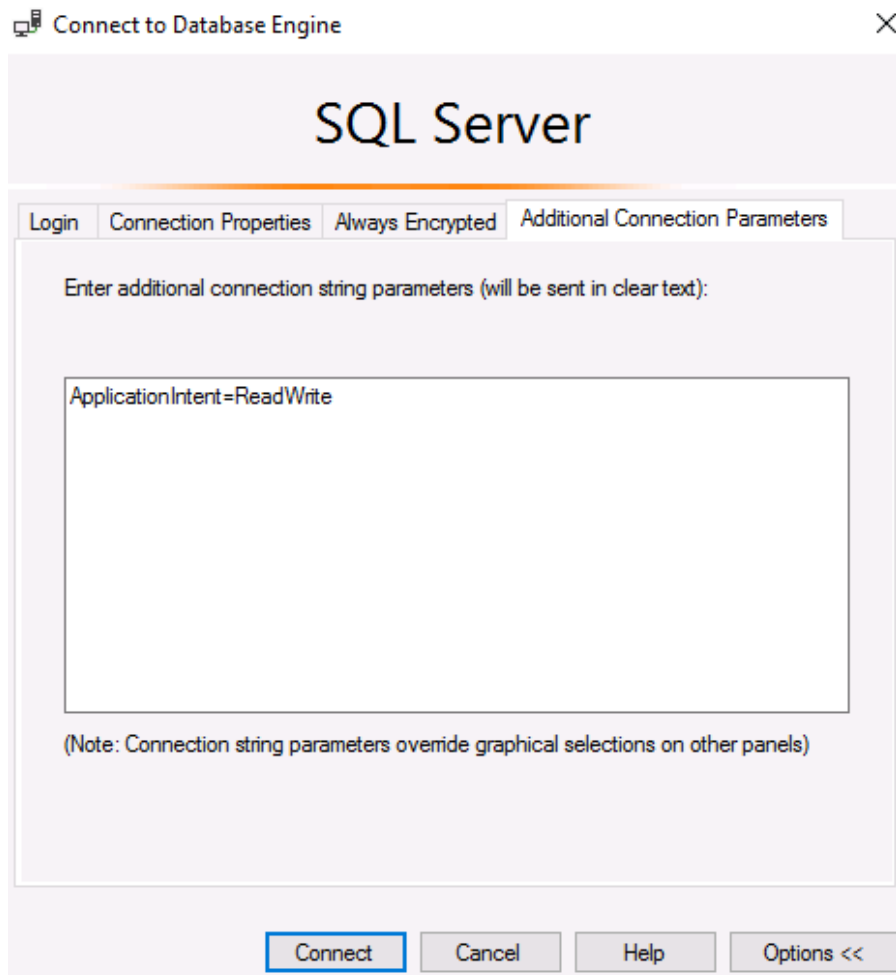 Connect to Database Engine
SQL Server
Login Connection Properties Always Encrypted Additional Connection Parameters
Enter additional connection string parameters (will be sent in clear text):
ApplicationIntent=ReadWrite
(Note: Connection string parameters override graphical selections on other panels)
Connect Cancel Help Options <<